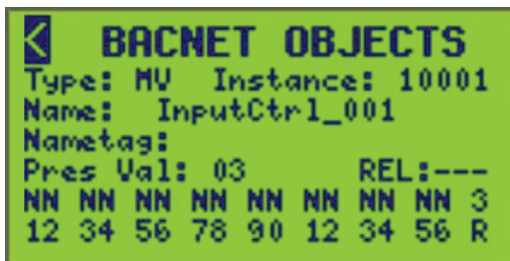 < BACNET OBJECTS
Type: MV Instance: 10001
Name: InputCtrl_001
Nametag:
Pres Val: 03 REL:---
NN NN NN NN NN NN NN NN 3
12 34 56 78 90 12 34 56 R